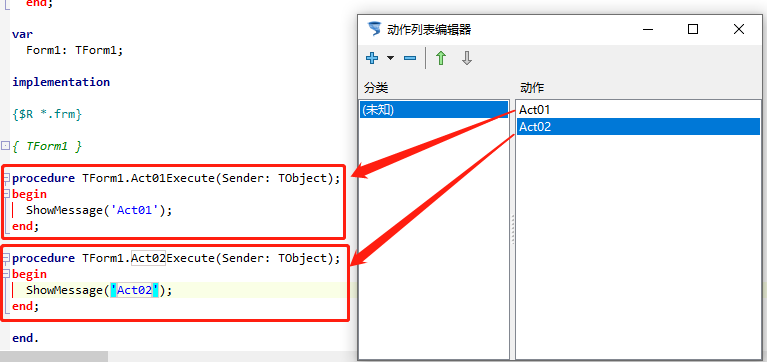 end;
var
Form1: TForm1;
implementation
{$R *.frm}
{ TForm1 }
procedure TForm1.Act01Execute(Sender: TObject);
begin
ShowMessage('Act01');
end;
procedure TForm1.Act02Execute(Sender: TObject);
begin
ShowMessage('Act02');
end;
end.
动作列表编辑器
分类
动作
(未知)
Act01
Act02